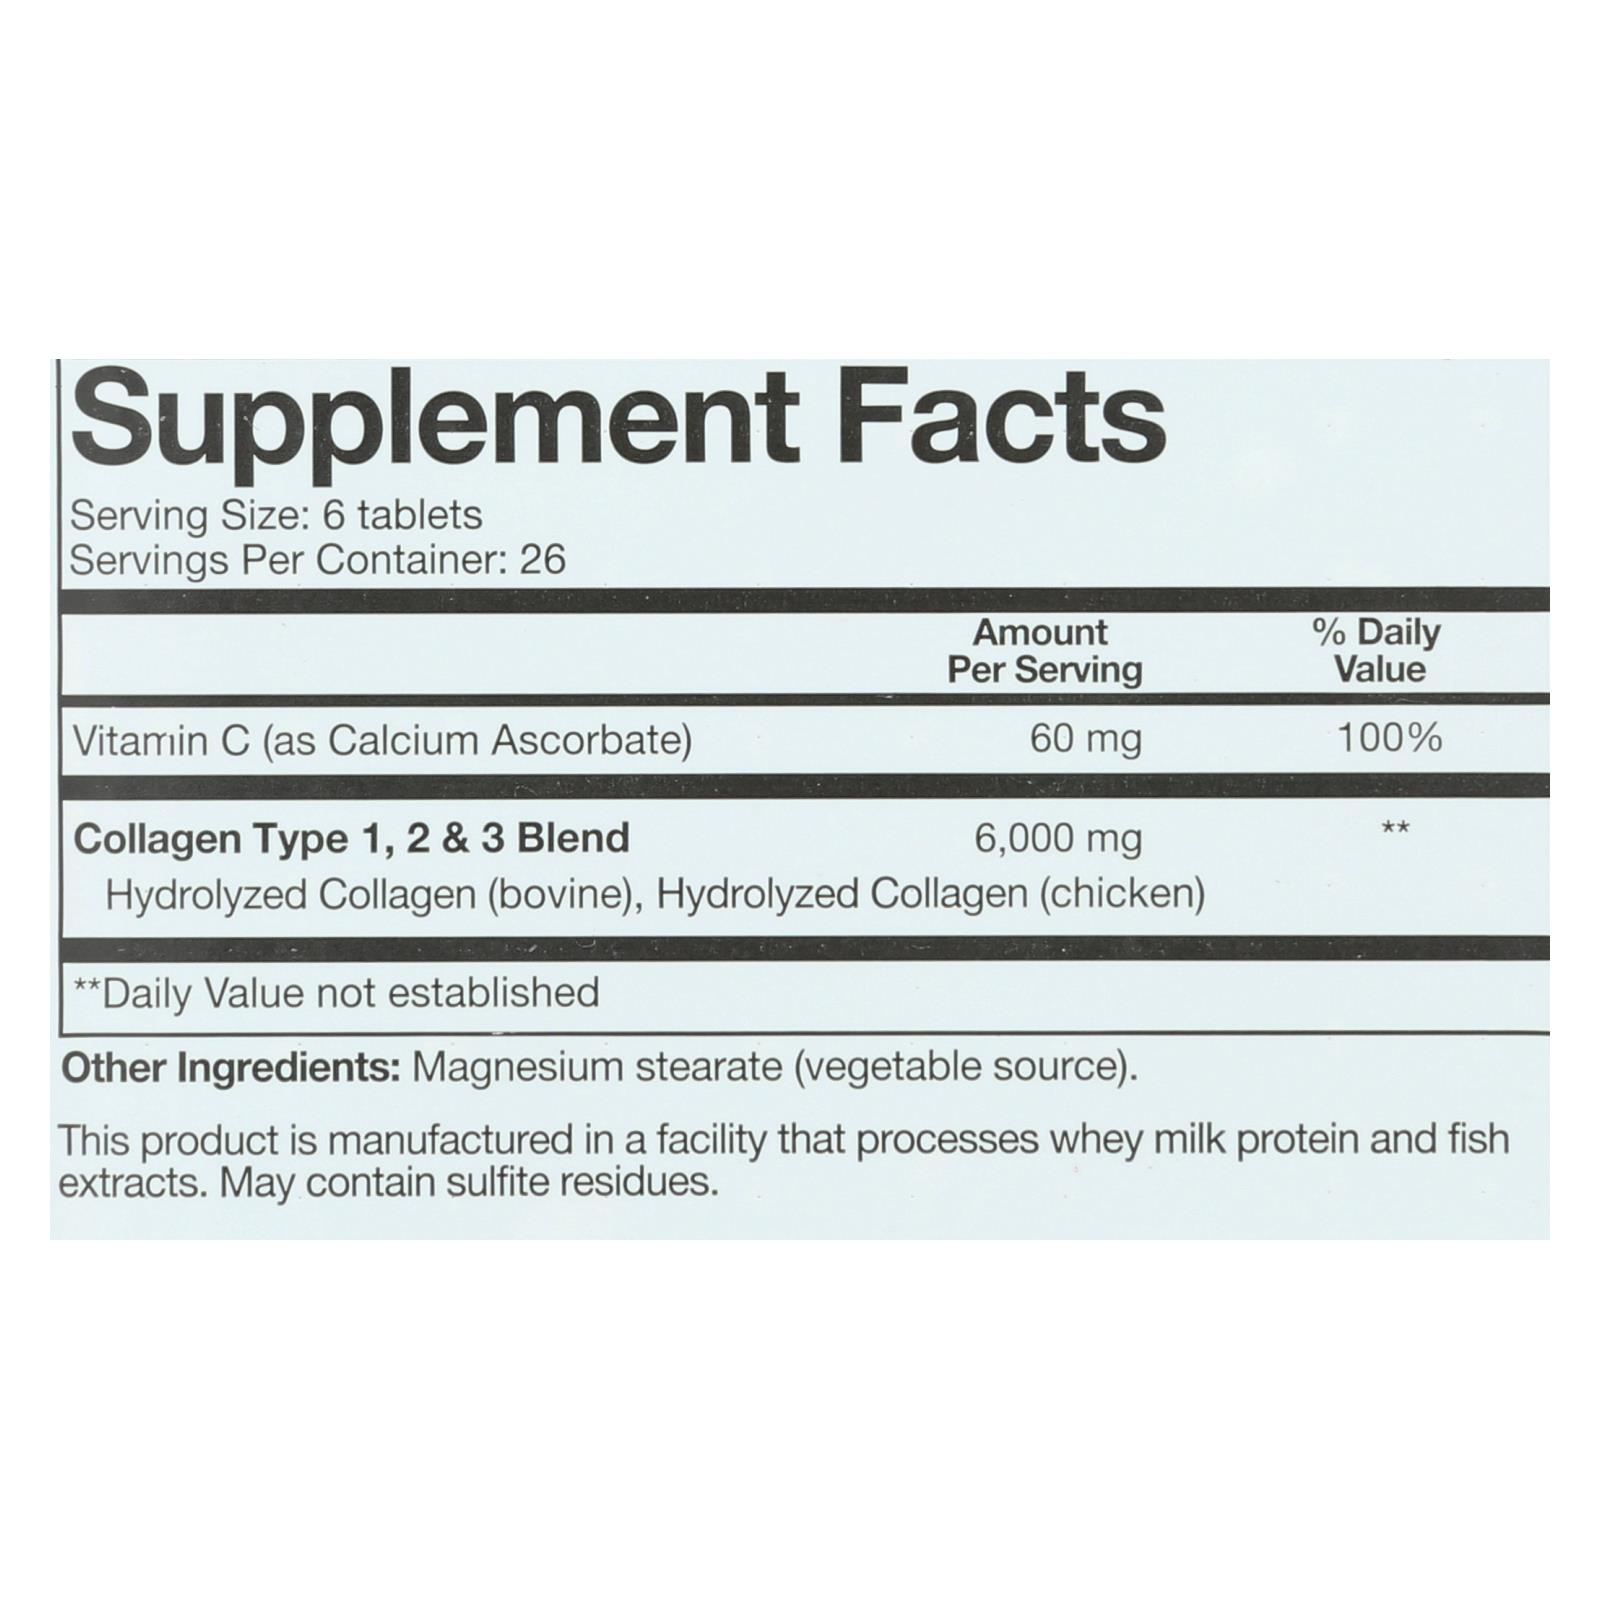 Supplement Facts
Serving Size: 6 tablets
Servings Per Container: 26
Amount Per Serving % Daily Value
Vitamin C (as Calcium Ascorbate) 60 mg 100%
Collagen Type 1, 2 & 3 Blend 6,000 mg **
Hydrolyzed Collagen (bovine), Hydrolyzed Collagen (chicken)
**Daily Value not established
Other Ingredients: Magnesium stearate (vegetable source).
This product is manufactured in a facility that processes whey milk protein and fish
extracts. May contain sulfite residues.